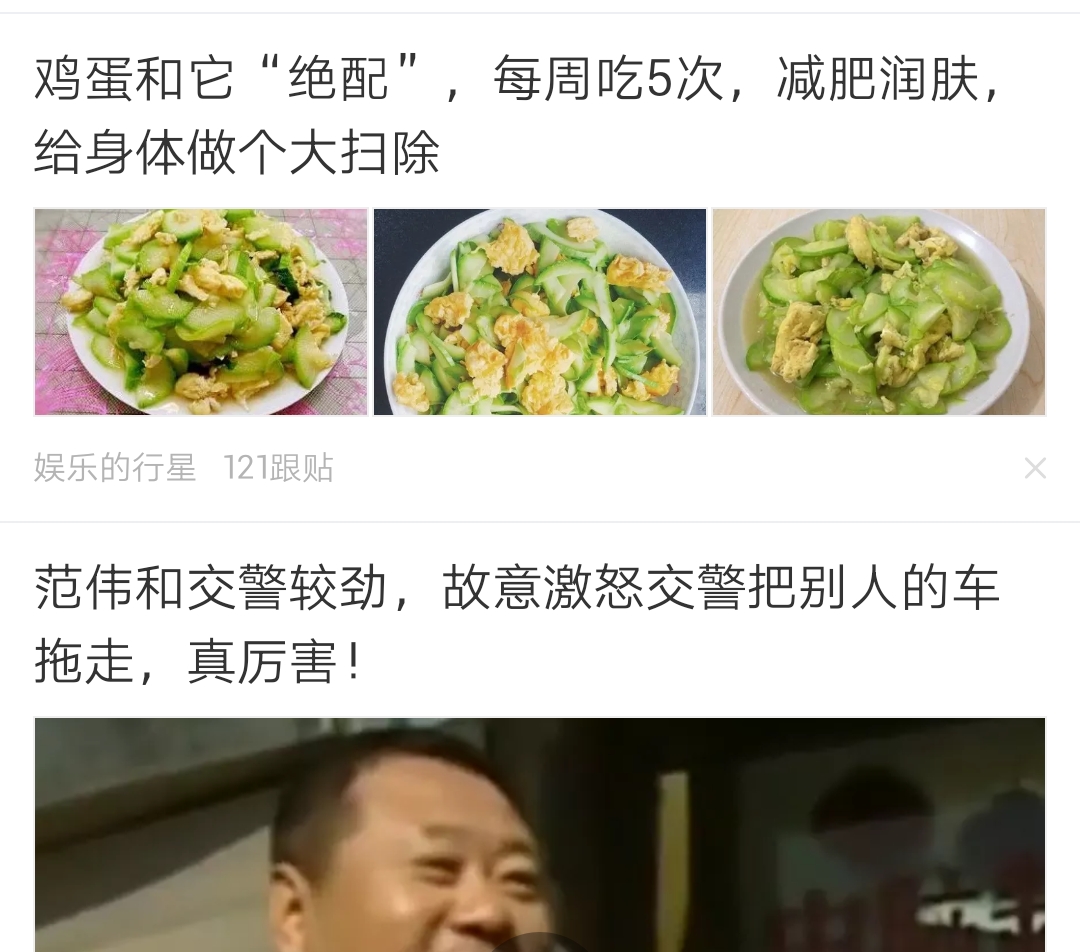 鸡蛋和它“绝配”，每周吃5次，减肥润肤，
给身体做个大扫除
娱乐的行星 121跟贴
范伟和交警较劲，故意激怒交警把别人的车
拖走，真厉害！